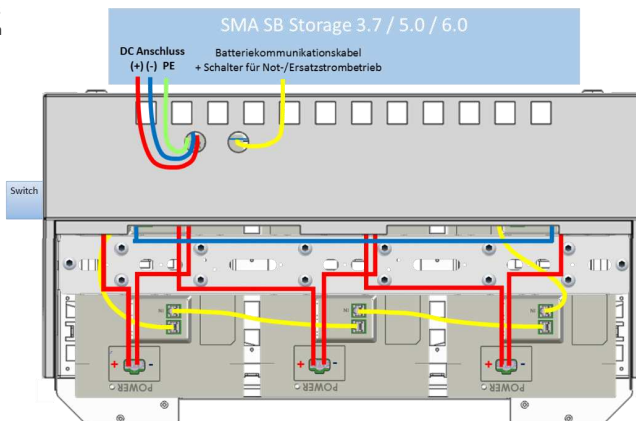 SMA SB Storage 3.7 / 5.0 / 6.0
DC Anschluss
(+) (-) PE
Batteriekommunikationskabel
+ Schalter für Not-/Ersatzstrombetrieb
Switch
+ -
+ -
+ -
POWER
POWER
POWER